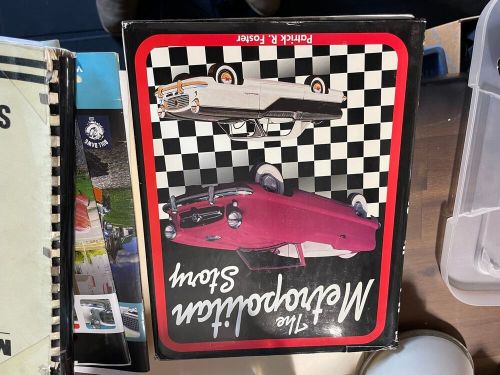 The
Metropolitan
Story
Patrick R. Foster